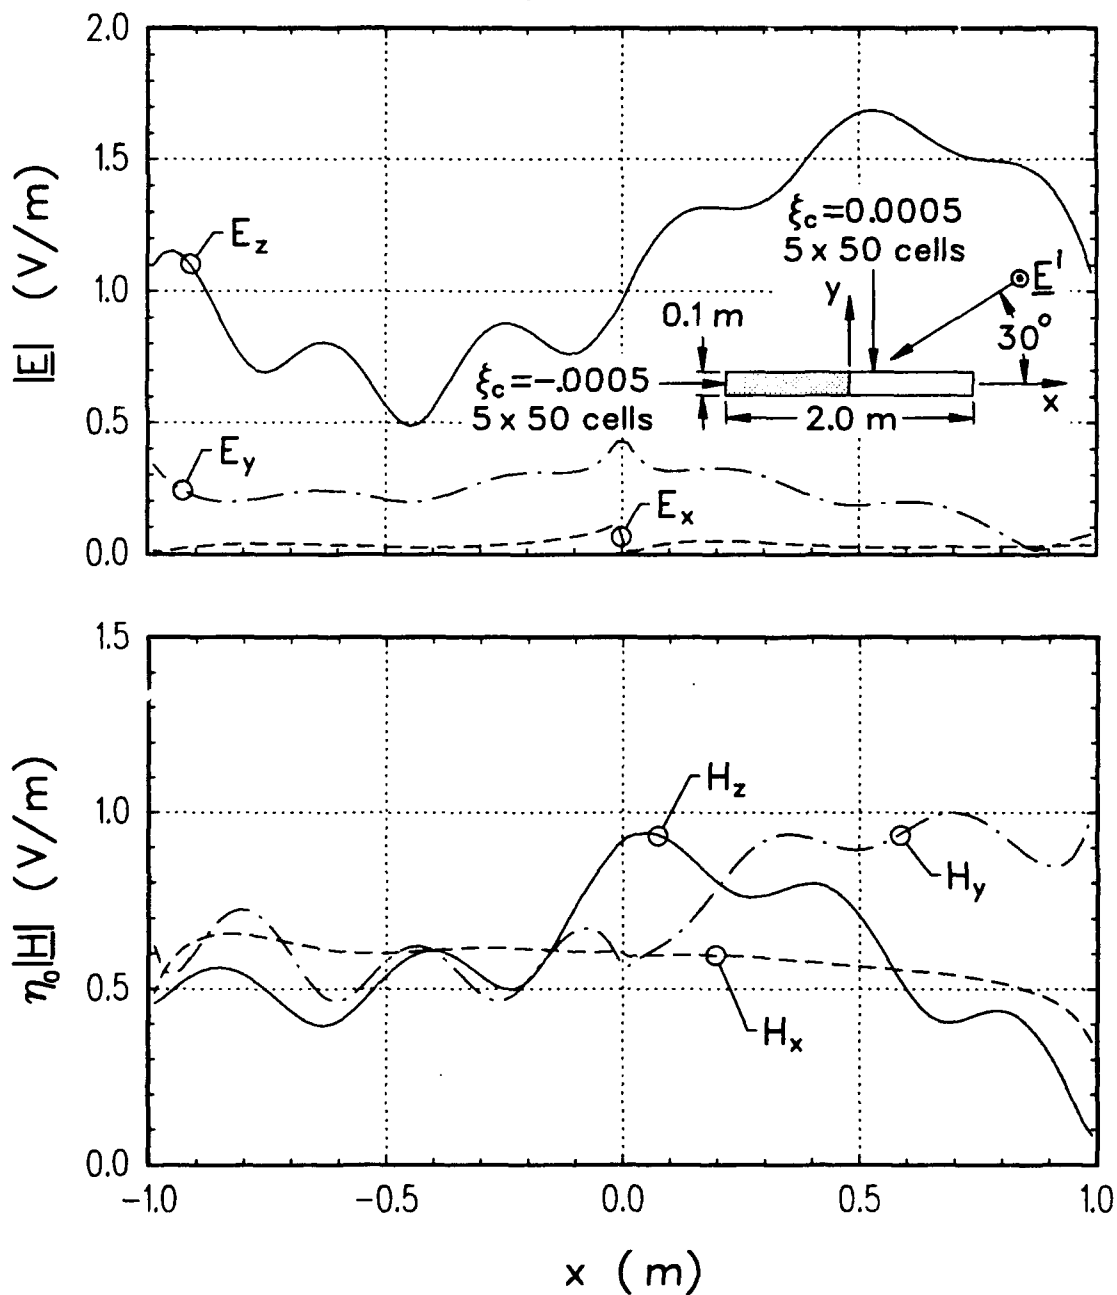 2.0
1.5
1.0
0.5
0.0
|E| (V/m)
E_z
E_y
E_x
ξ_c=0.0005
5 x 50 cells
E^i
30°
y
0.1 m
ξ_c=-.0005
5 x 50 cells
2.0 m
x
1.5
1.0
0.5
0.0
η_0|H| (V/m)
H_z
H_y
H_x
-1.0 -0.5 0.0 0.5 1.0
x (m)